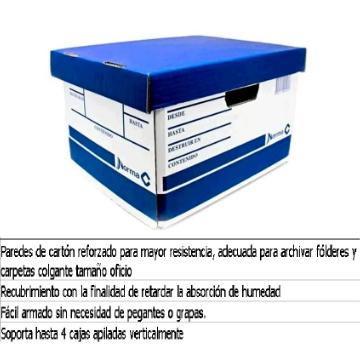 DESDE
HASTA
HASTA
DESTRUIR EN
CONTENIDO
CONTENIDO
Norma
Paredes de cartón reforzado para mayor resistencia, adecuada para archivar fólderes y
carpetas colgante tamaño oficio
Recubrimiento con la finalidad de retardar la absorción de humedad
Fácil armado sin necesidad de pegantes o grapas.
Soporta hasta 4 cajas apiladas verticalmente